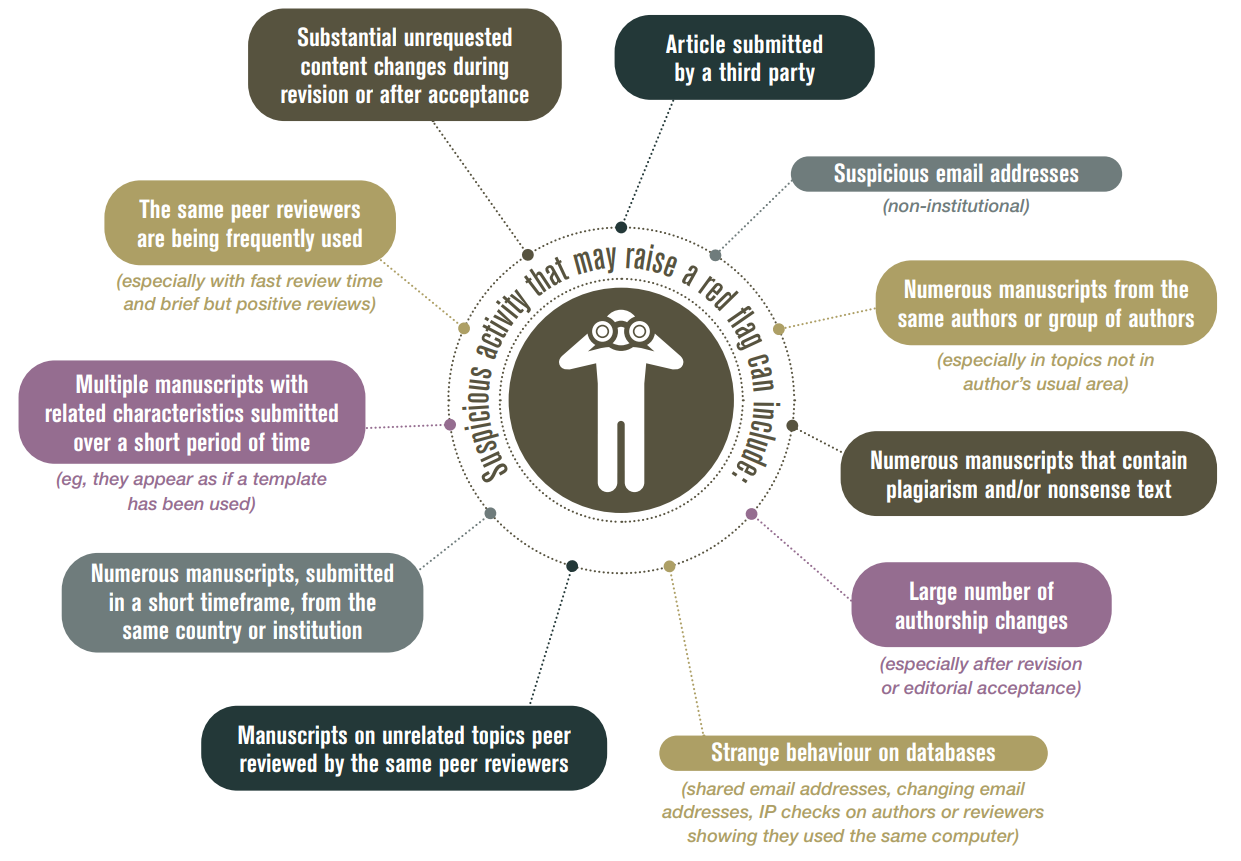 Suspicious activity that may raise a red flag can include:
Article submitted
by a third party
Suspicious email addresses
(non-institutional)
Numerous manuscripts from the
same authors or group of authors
(especially in topics not in
author’s usual area)
Numerous manuscripts that contain
plagiarism and/or nonsense text
Large number of
authorship changes
(especially after revision
or editorial acceptance)
Strange behaviour on databases
(shared email addresses, changing email
addresses, IP checks on authors or reviewers
showing they used the same computer)
Manuscripts on unrelated topics peer
reviewed by the same peer reviewers
Numerous manuscripts, submitted
in a short timeframe, from the
same country or institution
Multiple manuscripts with
related characteristics submitted
over a short period of time
(eg, they appear as if a template
has been used)
The same peer reviewers
are being frequently used
(especially with fast review time
and brief but positive reviews)
Substantial unrequested
content changes during
revision or after acceptance